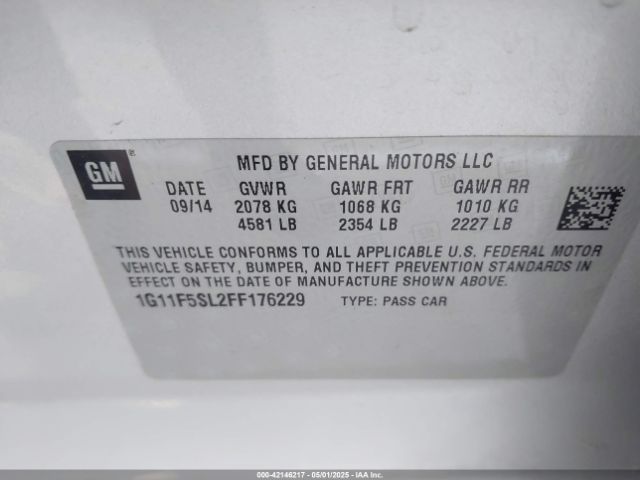 GM
MFD BY GENERAL MOTORS LLC
DATE GVWR GAWR FRT GAWR RR
09/14 2078 KG 1068 KG 1010 KG
4581 LB 2354 LB 2227 LB
THIS VEHICLE CONFORMS TO ALL APPLICABLE U.S. FEDERAL MOTOR
VEHICLE SAFETY, BUMPER, AND THEFT PREVENTION STANDARDS IN
EFFECT ON THE DATE OF MANUFACTURE SHOWN ABOVE.
1G11F5SL2FF176229 TYPE: PASS CAR
000-42146217 - 05/01/2025 - IAA Inc.